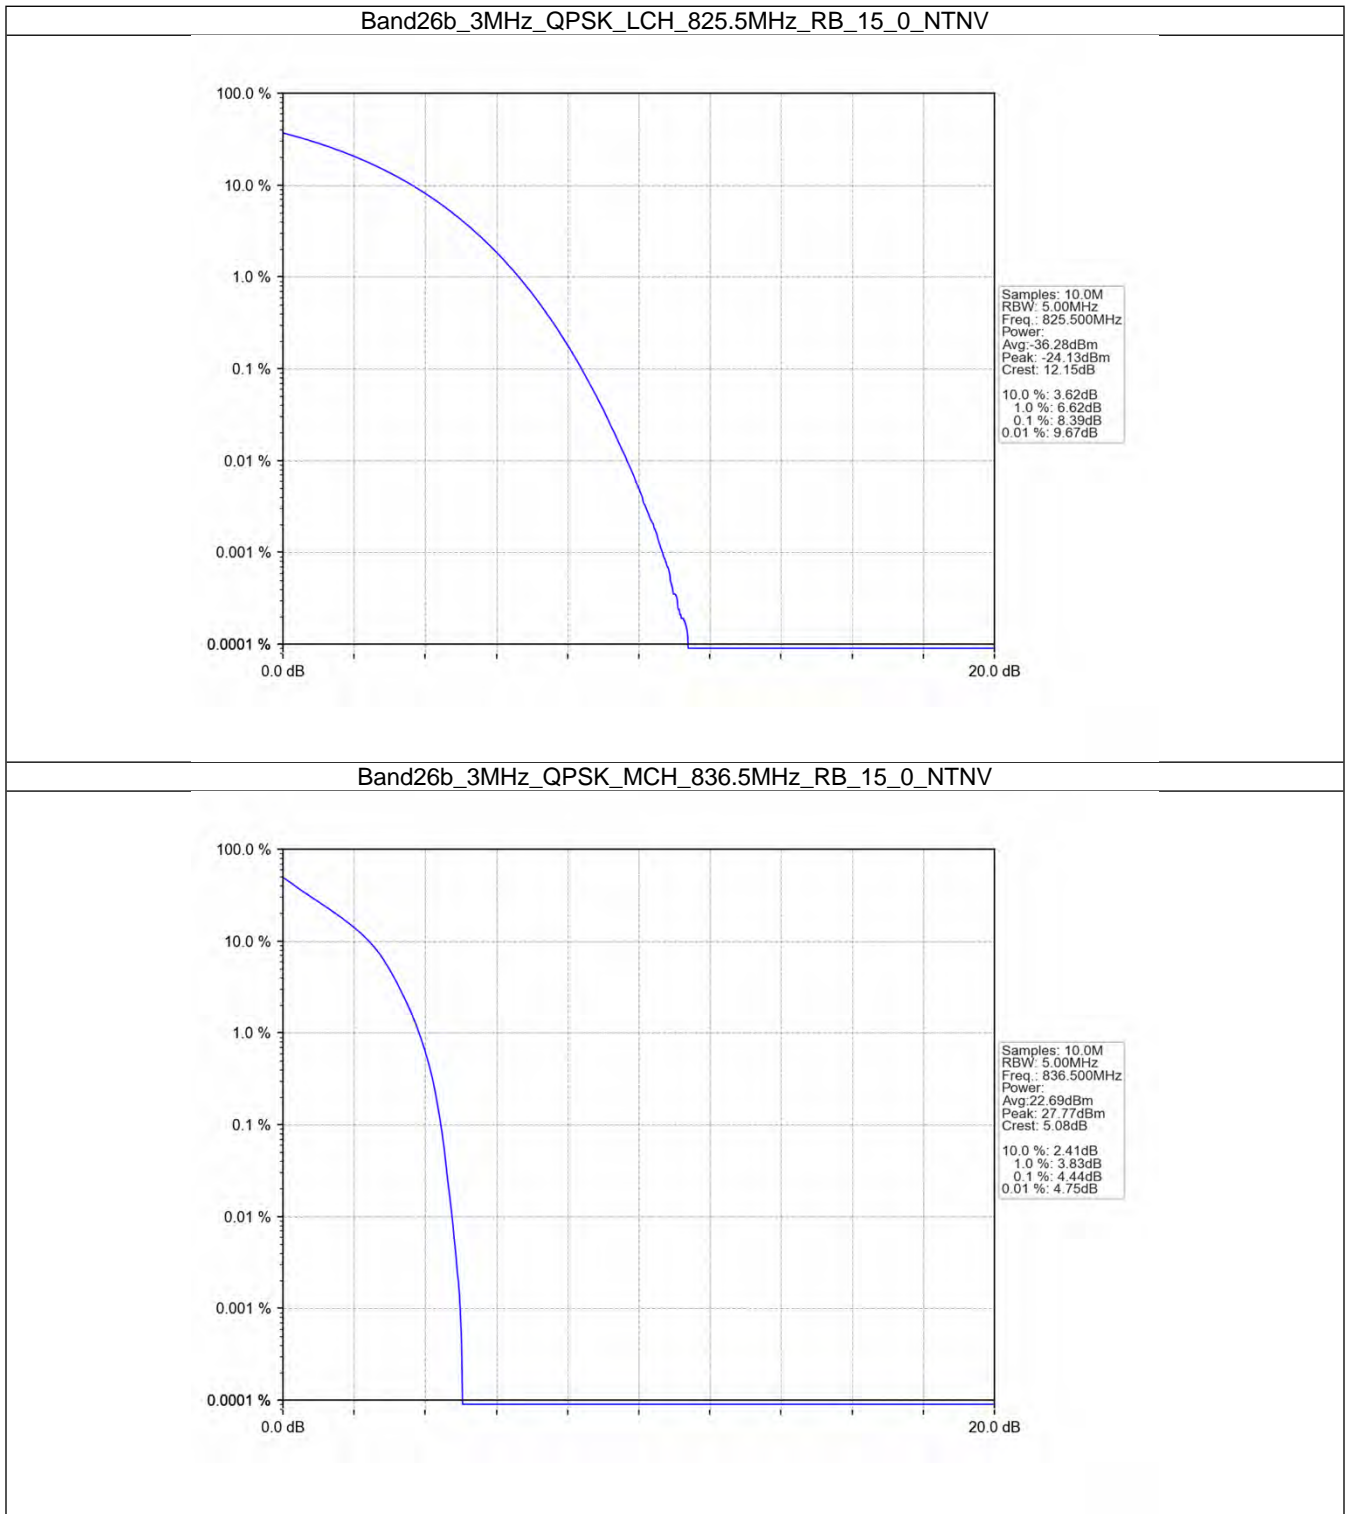 Band26b_3MHz_QPSK_LCH_825.5MHz_RB_15_0_NTNV
100.0 %
10.0 %
1.0 %
0.1 %
0.01 %
0.001 %
0.0001 %
0.0 dB
20.0 dB
Samples: 10.0M
RBW: 5.00MHz
Freq.: 825.500MHz
Power:
Avg:-36.28dBm
Peak: -24.13dBm
Crest: 12.15dB
10.0 %: 3.62dB
1.0 %: 6.62dB
0.1 %: 8.39dB
0.01 %: 9.67dB
Band26b_3MHz_QPSK_MCH_836.5MHz_RB_15_0_NTNV
100.0 %
10.0 %
1.0 %
0.1 %
0.01 %
0.001 %
0.0001 %
0.0 dB
20.0 dB
Samples: 10.0M
RBW: 5.00MHz
Freq.: 836.500MHz
Power:
Avg:22.69dBm
Peak: 27.77dBm
Crest: 5.08dB
10.0 %: 2.41dB
1.0 %: 3.83dB
0.1 %: 4.44dB
0.01 %: 4.75dB